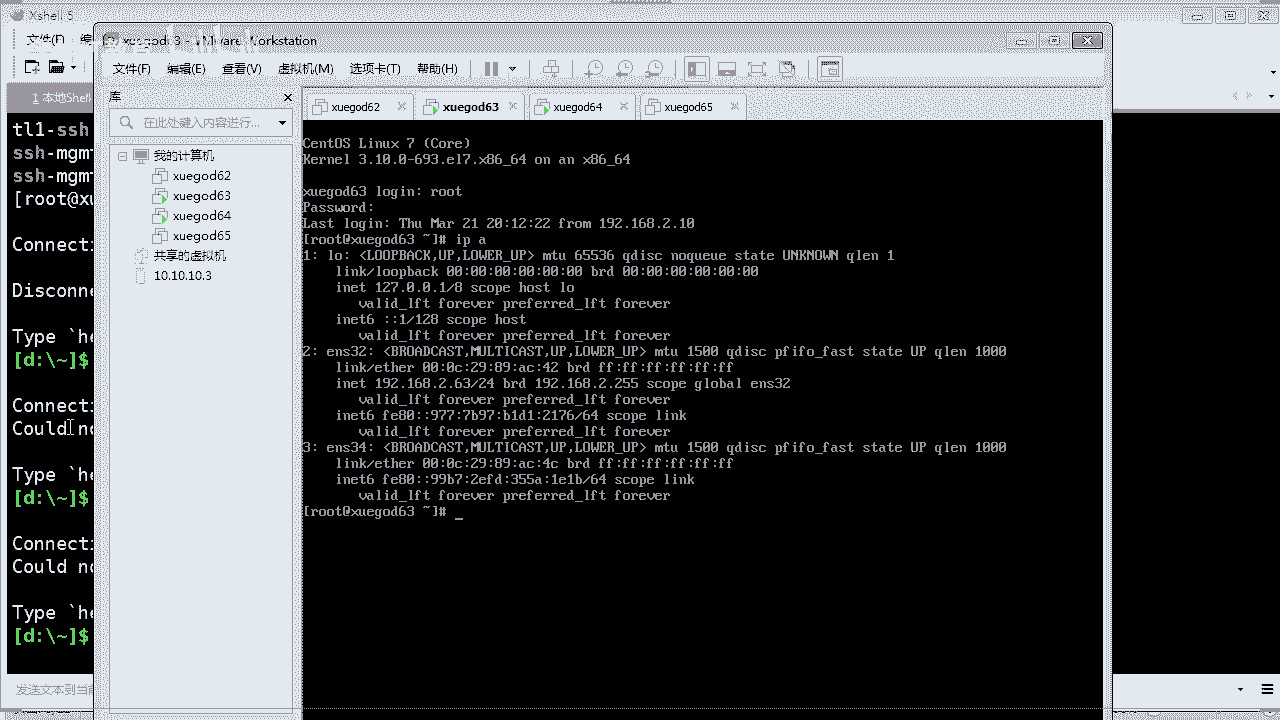 Xshell 5
文件(F) 编
xuegod63 - VMware Workstation
文件(F) 编辑(E) 查看(V) 虚拟机(M) 选项卡(T) 帮助(H)
1 本地Shell
库
在此处键入内容进行...
我的计算机
xuegod62
xuegod63
xuegod64
xuegod65
共享的虚拟机
10.10.10.3
xuegod62 xuegod63 xuegod64 xuegod65
CentOS Linux 7 (Core)
Kernel 3.10.0-693.el7.x86_64 on an x86_64
xuegod63 login: root
Password:
Last login: Thu Mar 21 20:12:22 from 192.168.2.10
[root@xuegod63 ~]# ip a
1: lo: <LOOPBACK,UP,LOWER_UP> mtu 65536 qdisc noqueue state UNKNOWN qlen 1
link/loopback 00:00:00:00:00:00 brd 00:00:00:00:00:00
inet 127.0.0.1/8 scope host lo
valid_lft forever preferred_lft forever
inet6 ::1/128 scope host
valid_lft forever preferred_lft forever
2: ens32: <BROADCAST,MULTICAST,UP,LOWER_UP> mtu 1500 qdisc pfifo_fast state UP qlen 1000
link/ether 00:0c:29:89:ac:42 brd ff:ff:ff:ff:ff:ff
inet 192.168.2.63/24 brd 192.168.2.255 scope global ens32
valid_lft forever preferred_lft forever
inet6 fe80::977:7b97:b1d1:2176/64 scope link
valid_lft forever preferred_lft forever
3: ens34: <BROADCAST,MULTICAST,UP,LOWER_UP> mtu 1500 qdisc pfifo_fast state UP qlen 1000
link/ether 00:0c:29:89:ac:4c brd ff:ff:ff:ff:ff:ff
inet6 fe80::99b7:2efd:355a:1e1b/64 scope link
valid_lft forever preferred_lft forever
[root@xuegod63 ~]#
tl1-ssh
ssh-mgmt
ssh-mgmt
[root@xu
Connecti
Disconne
Type `he
[d:\~]$
Connecti
Could no
Type `he
[d:\~]$
Connecti
Could no
Type `he
[d:\~]$
发送文本到当前